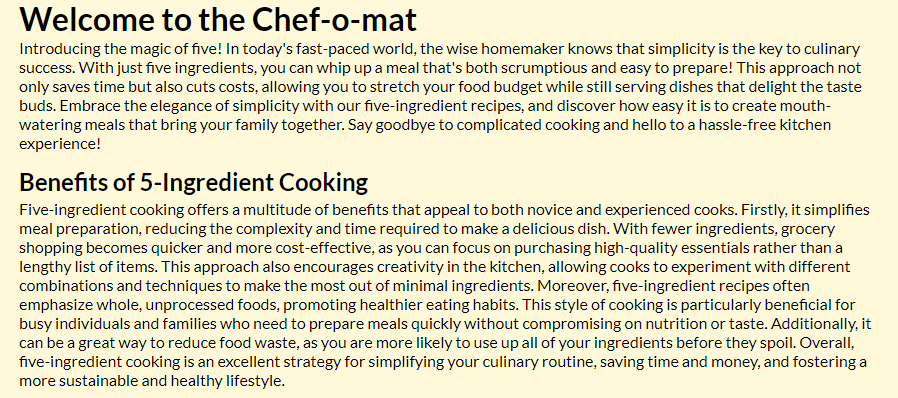 Welcome to the Chef-o-mat
Introducing the magic of five! In today's fast-paced world, the wise homemaker knows that simplicity is the key to culinary
success. With just five ingredients, you can whip up a meal that's both scrumptious and easy to prepare! This approach not
only saves time but also cuts costs, allowing you to stretch your food budget while still serving dishes that delight the taste
buds. Embrace the elegance of simplicity with our five-ingredient recipes, and discover how easy it is to create mouth-
watering meals that bring your family together. Say goodbye to complicated cooking and hello to a hassle-free kitchen
experience!
Benefits of 5-Ingredient Cooking
Five-ingredient cooking offers a multitude of benefits that appeal to both novice and experienced cooks. Firstly, it simplifies
meal preparation, reducing the complexity and time required to make a delicious dish. With fewer ingredients, grocery
shopping becomes quicker and more cost-effective, as you can focus on purchasing high-quality essentials rather than a
lengthy list of items. This approach also encourages creativity in the kitchen, allowing cooks to experiment with different
combinations and techniques to make the most out of minimal ingredients. Moreover, five-ingredient recipes often
emphasize whole, unprocessed foods, promoting healthier eating habits. This style of cooking is particularly beneficial for
busy individuals and families who need to prepare meals quickly without compromising on nutrition or taste. Additionally, it
can be a great way to reduce food waste, as you are more likely to use up all of your ingredients before they spoil. Overall,
five-ingredient cooking is an excellent strategy for simplifying your culinary routine, saving time and money, and fostering a
more sustainable and healthy lifestyle.